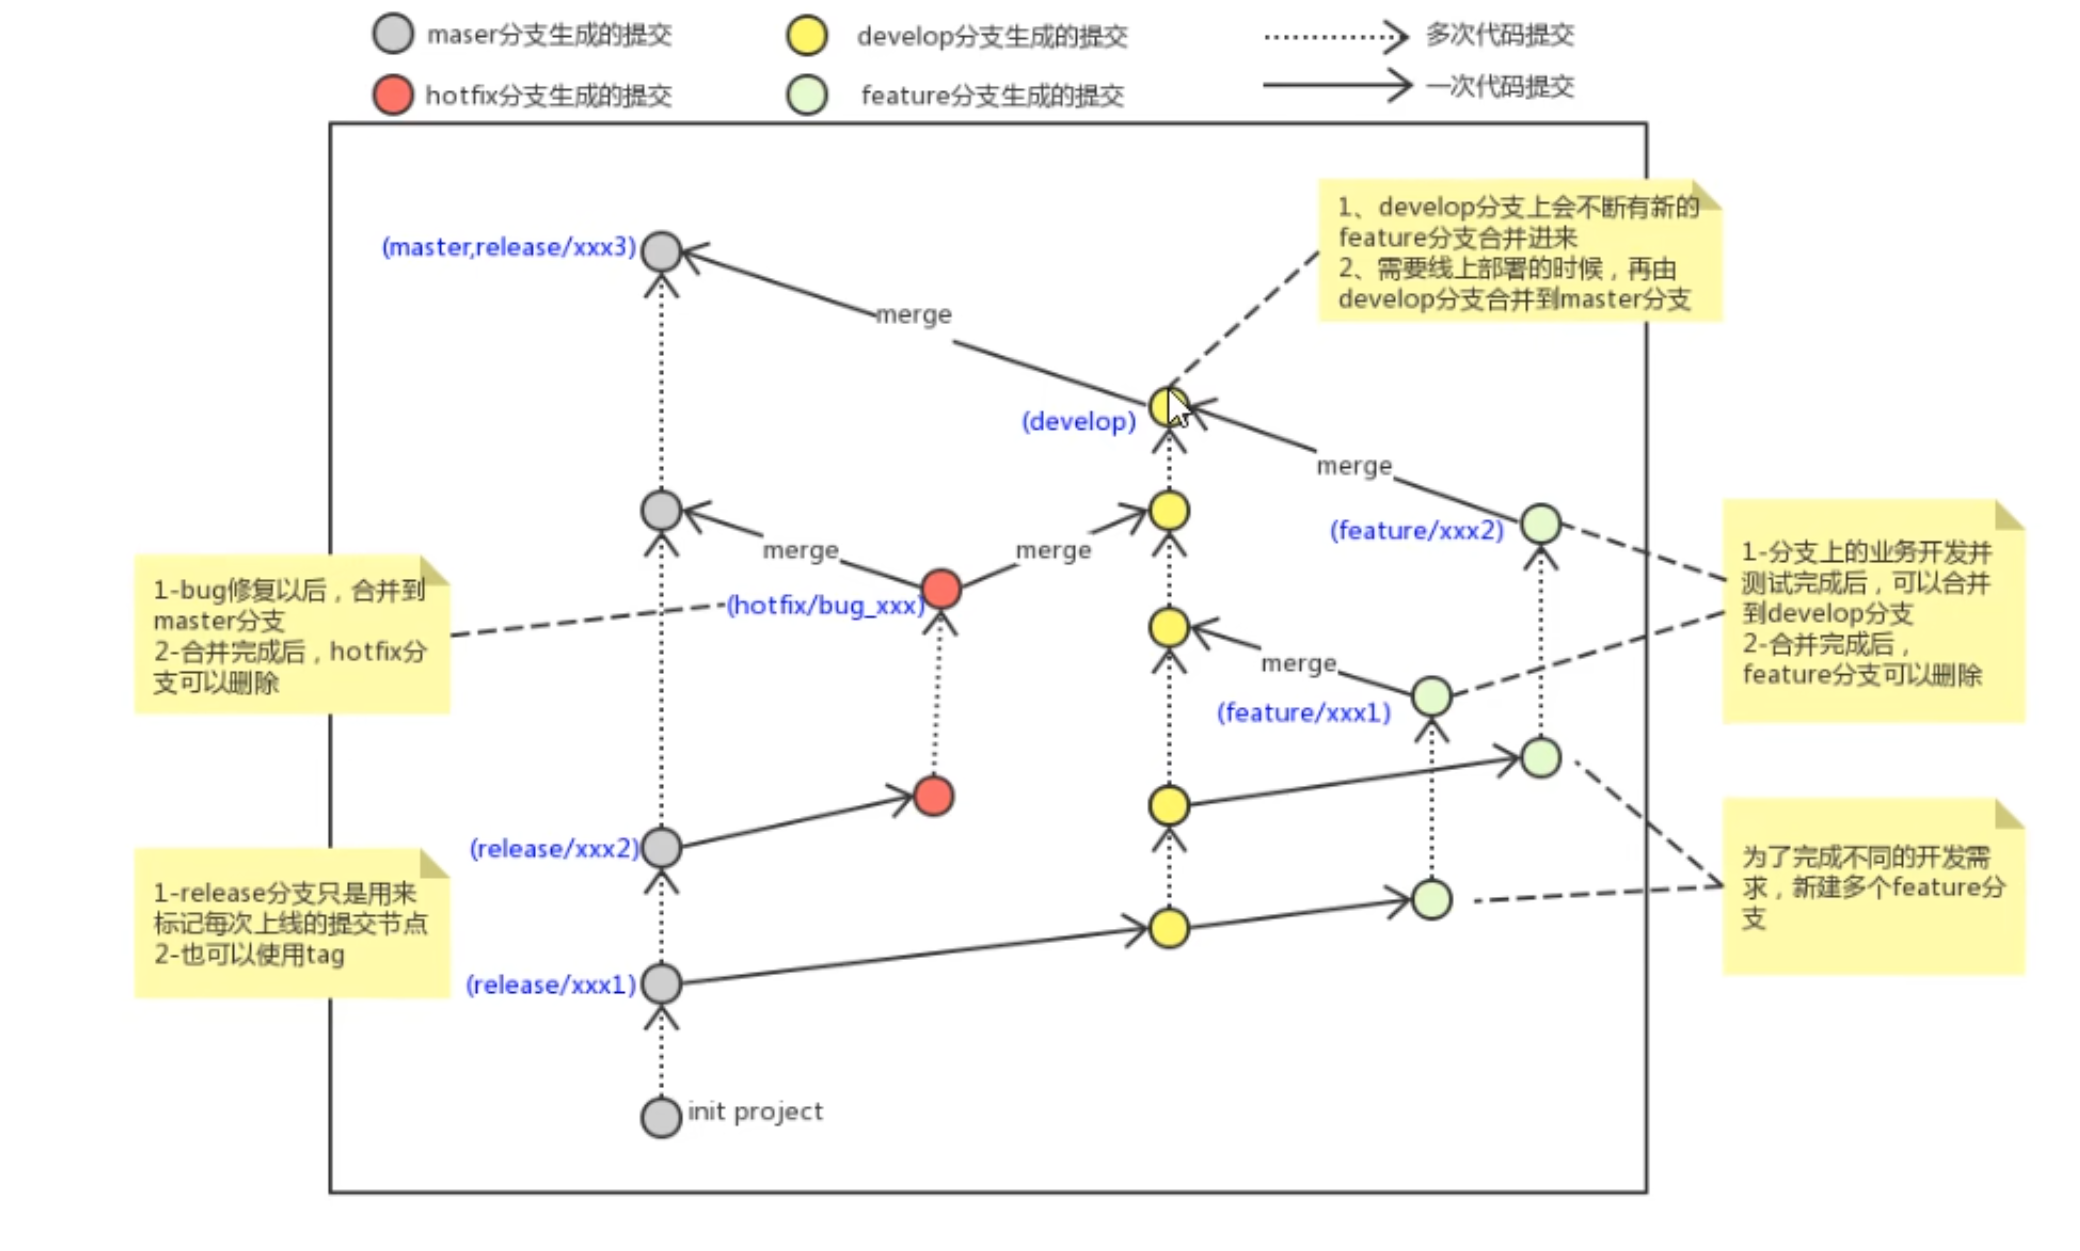 maser分支生成的提交
develop分支生成的提交
多次代码提交
hotfix分支生成的提交
feature分支生成的提交
一次代码提交
1、develop分支上会不断有新的
feature分支合并进来
2、需要线上部署的时候，再由
develop分支合并到master分支
(master,release/xxx3)
merge
(develop)
merge
(feature/xxx2)
merge
merge
1-分支上的业务开发并
测试完成后，可以合并
到develop分支
2-合并完成后，
feature分支可以删除
1-bug修复以后，合并到
master分支
2-合并完成后，hotfix分
支可以删除
(hotfix/bug_xxx)
merge
(feature/xxx1)
(release/xxx2)
为了完成不同的开发需
求，新建多个feature分
支
1-release分支只是用来
标记每次上线的提交节点
2-也可以使用tag
(release/xxx1)
init project